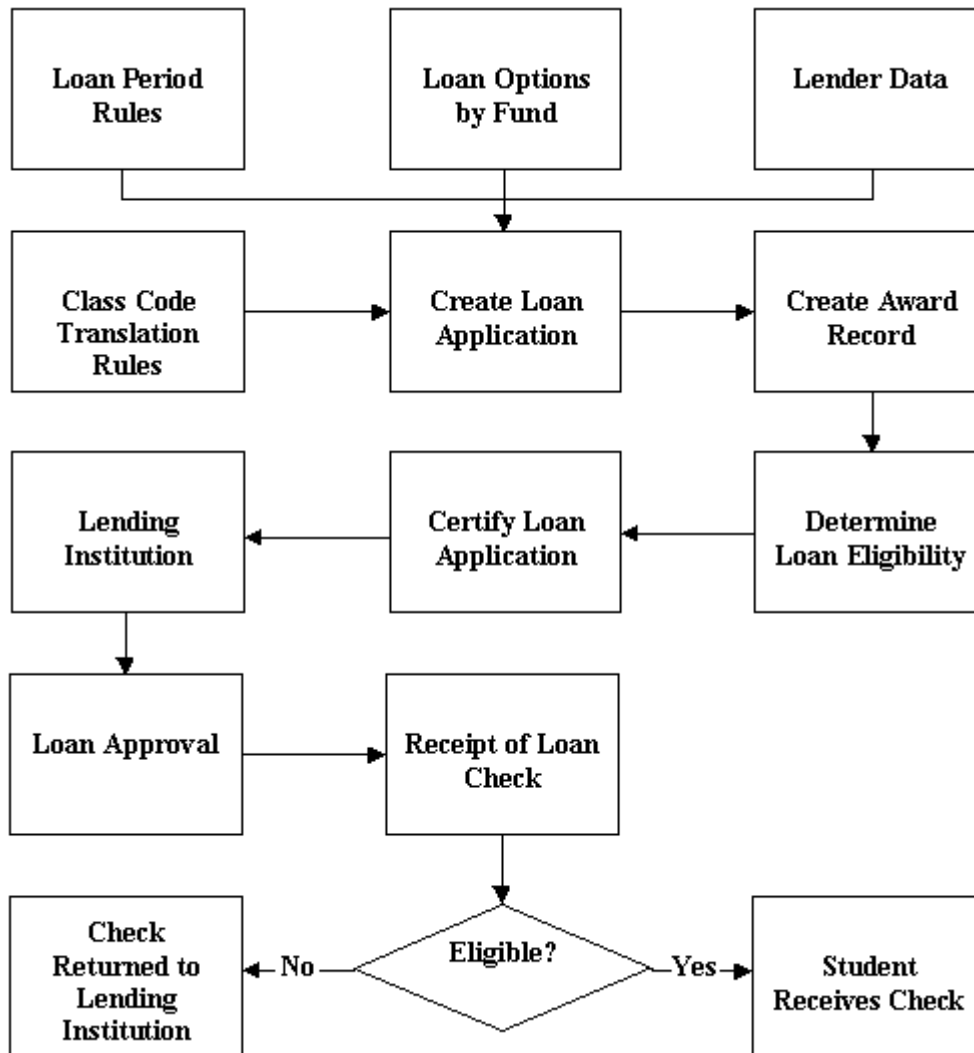 Loan Period
Rules
Loan Options
by Fund
Lender Data
Class Code
Translation
Rules
Create Loan
Application
Create Award
Record
Lending
Institution
Certify Loan
Application
Determine
Loan Eligibility
Loan Approval
Receipt of Loan
Check
Check
Returned to
Lending
Institution
No
Eligible?
Yes
Student
Receives Check